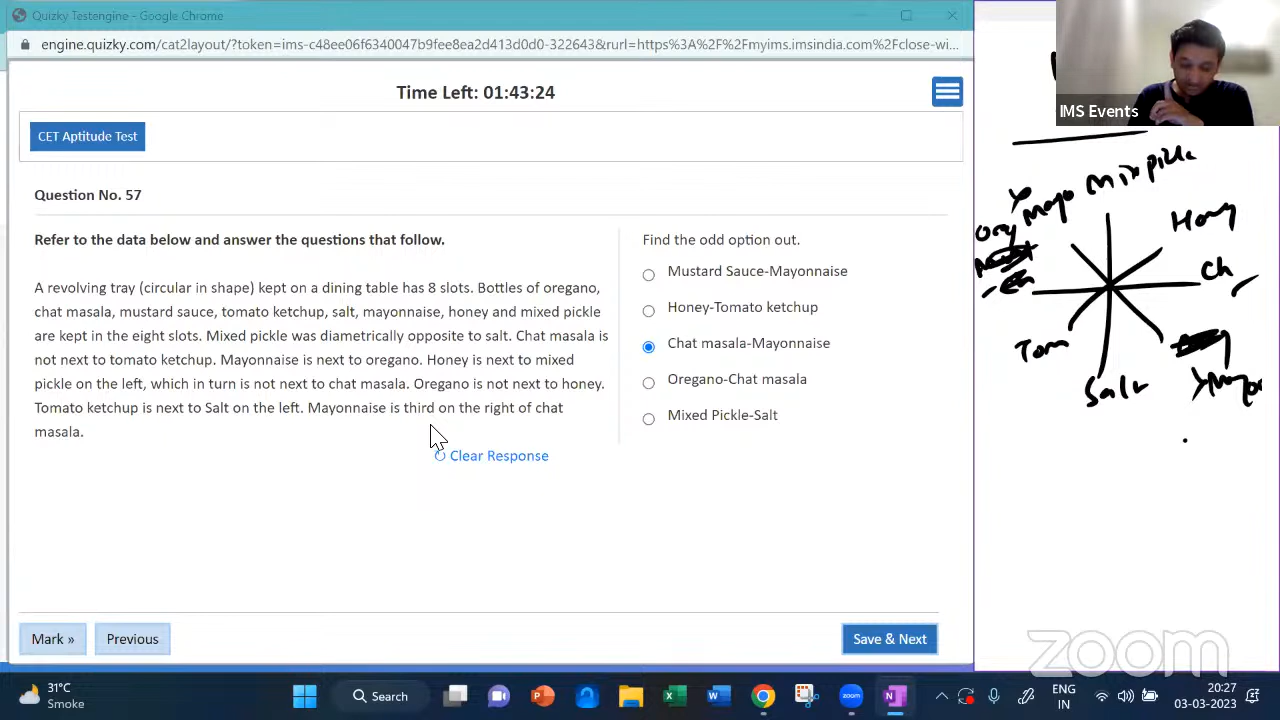 Quizky Testengine - Google Chrome
engine.quizky.com/cat2layout/?token=ims-c48ee06f6340047b9fee8ea2d413d0d0-322643&rurl=https%3A%2F%2Fmyims.imsindia.com%2Fclose-wi...
IMS Events
Time Left: 01:43:24
CET Aptitude Test
Question No. 57
Refer to the data below and answer the questions that follow.
A revolving tray (circular in shape) kept on a dining table has 8 slots. Bottles of oregano,
chat masala, mustard sauce, tomato ketchup, salt, mayonnaise, honey and mixed pickle
are kept in the eight slots. Mixed pickle was diametrically opposite to salt. Chat masala is
not next to tomato ketchup. Mayonnaise is next to oregano. Honey is next to mixed
pickle on the left, which in turn is not next to chat masala. Oregano is not next to honey.
Tomato ketchup is next to Salt on the left. Mayonnaise is third on the right of chat
masala.
Clear Response
Find the odd option out.
Mustard Sauce-Mayonnaise
Honey-Tomato ketchup
Chat masala-Mayonnaise
Oregano-Chat masala
Mixed Pickle-Salt
Mark »
Previous
Save & Next
Mayo
Mix pickle
Hony
Ch
Tom
Salt
zoom
31°C
Smoke
Search
zoom
ENG
IN
20:27
03-03-2023